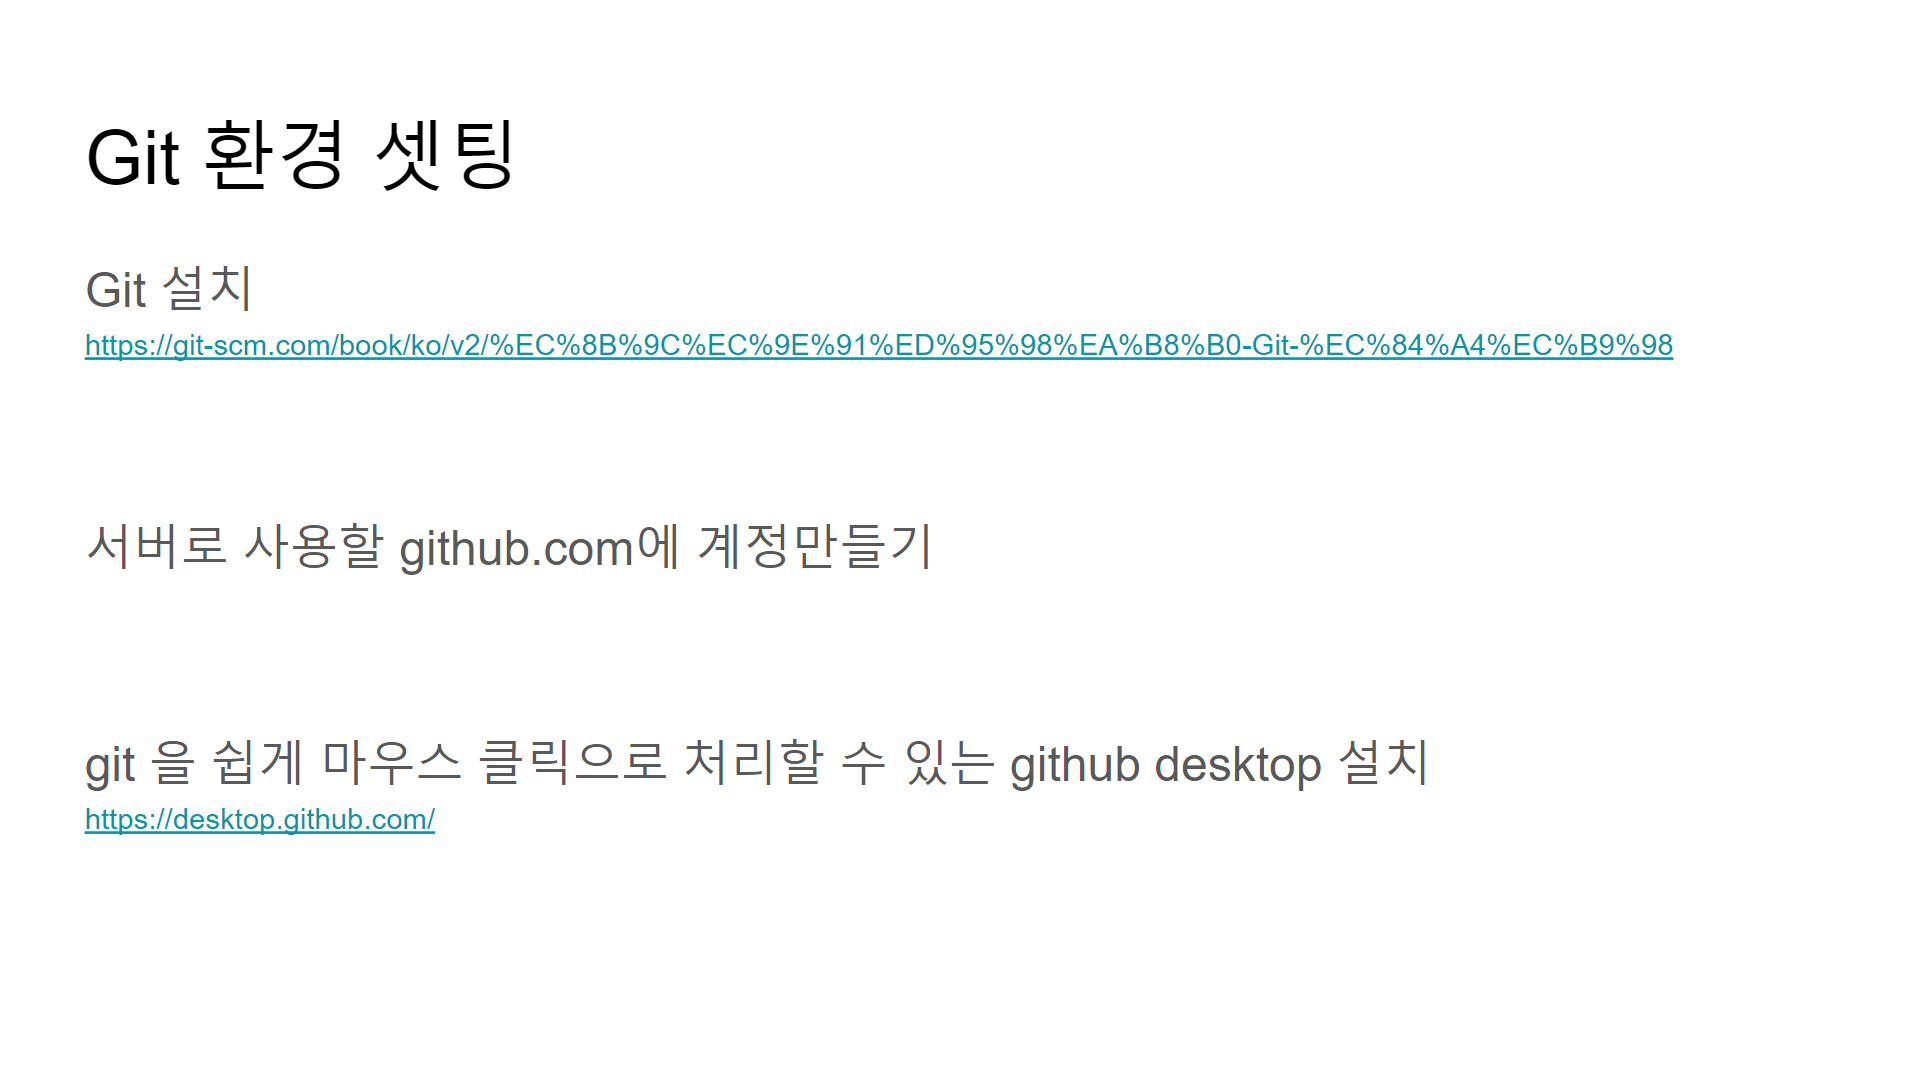 Git 환경 셋팅
Git 설치
https://git-scm.com/book/ko/v2/%EC%8B%9C%EC%9E%91%ED%95%98%EA%B8%B0-Git-%EC%84%A4%EC%B9%98
서버로 사용할 github.com에 계정만들기
git 을 쉽게 마우스 클릭으로 처리할 수 있는 github desktop 설치
https://desktop.github.com/